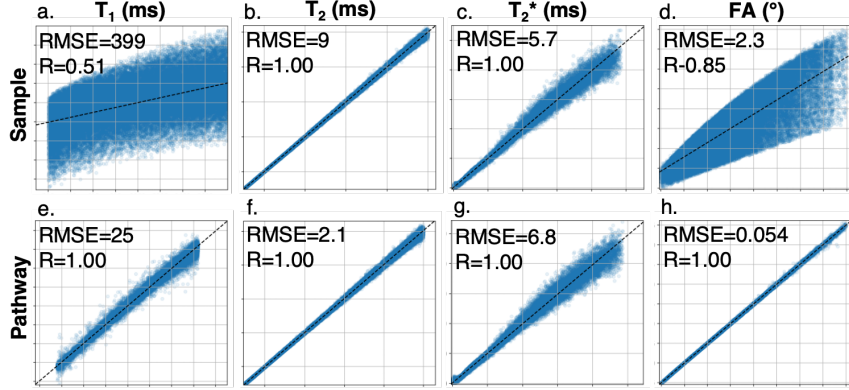 a. T₁ (ms) b. T₂ (ms) c. T₂* (ms) d. FA (°)
Sample
RMSE=399
R=0.51
RMSE=9
R=1.00
RMSE=5.7
R=1.00
RMSE=2.3
R-0.85
e. f. g. h.
Pathway
RMSE=25
R=1.00
RMSE=2.1
R=1.00
RMSE=6.8
R=1.00
RMSE=0.054
R=1.00